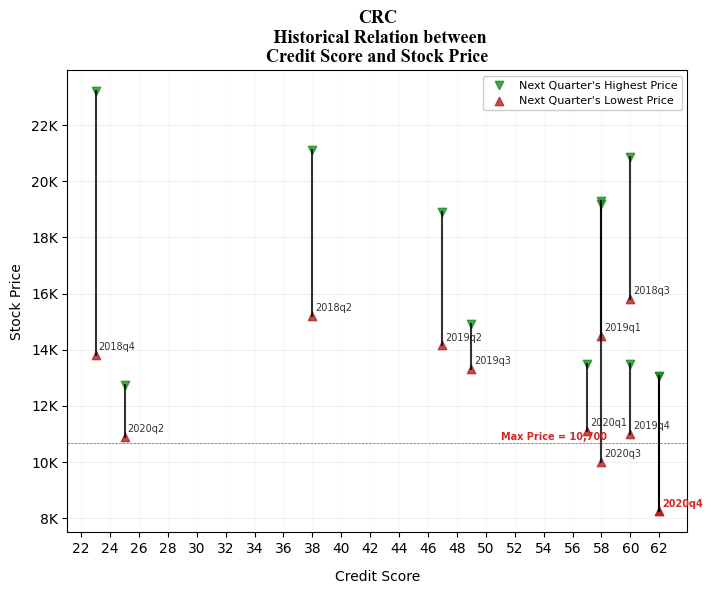 CRC
Historical Relation between
Credit Score and Stock Price
Next Quarter's Highest Price
Next Quarter's Lowest Price
22K
20K
18K
16K
14K
12K
10K
8K
Stock Price
2018q4
2020q2
2018q2
2019q2
2019q3
2018q3
2019q1
2020q1
2019q4
Max Price = 10,700
2020q3
2020q4
22 24 26 28 30 32 34 36 38 40 42 44 46 48 50 52 54 56 58 60 62
Credit Score